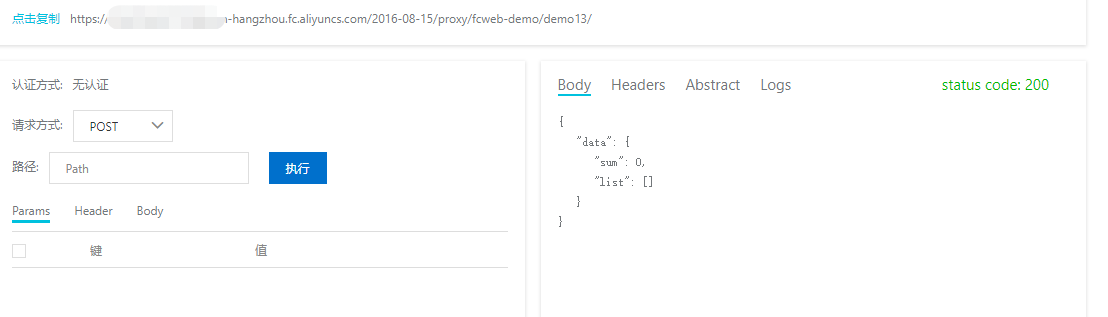 点击复制 https://n-hangzhou.fc.aliyuncs.com/2016-08-15/proxy/fcweb-demo/demo13/
认证方式: 无认证
请求方式: POST
路径: Path 执行
Params Header Body
键 值
Body Headers Abstract Logs status code: 200
{
"data": {
"sum": 0,
"list": []
}
}